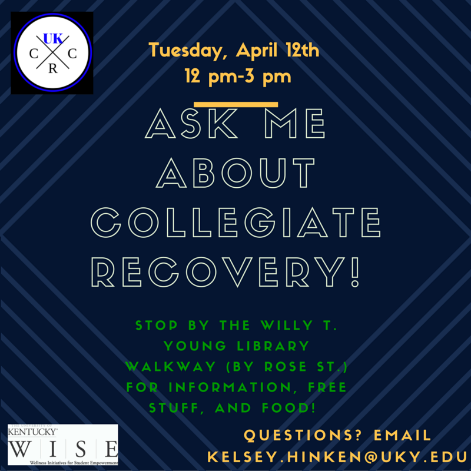 UK
C C
R
Tuesday, April 12th
12 pm-3 pm
ASK ME
ABOUT
COLLEGIATE
RECOVERY!
STOP BY THE WILLY T.
YOUNG LIBRARY
WALKWAY (BY ROSE ST.)
FOR INFORMATION, FREE
STUFF, AND FOOD!
KENTUCKY
WISE
Wellness Initiatives for Student Empowerment
QUESTIONS? EMAIL
KELSEY.HINKEN@UKY.EDU